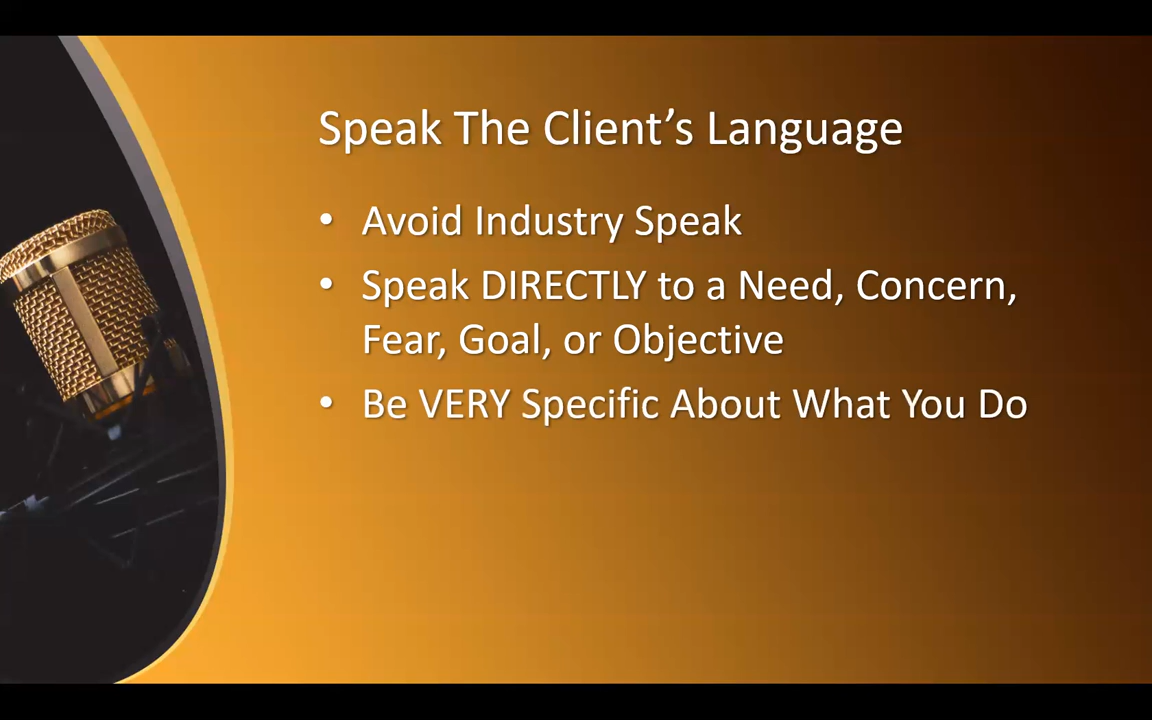 Speak The Client’s Language
• Avoid Industry Speak
• Speak DIRECTLY to a Need, Concern,
Fear, Goal, or Objective
• Be VERY Specific About What You Do